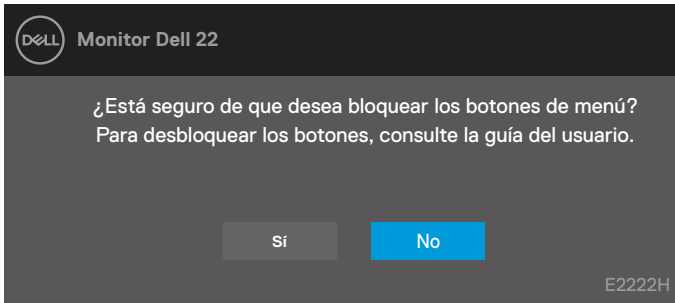 DELL
Monitor Dell 22
¿Está seguro de que desea bloquear los botones de menú?
Para desbloquear los botones, consulte la guía del usuario.
Sí
No
E2222H